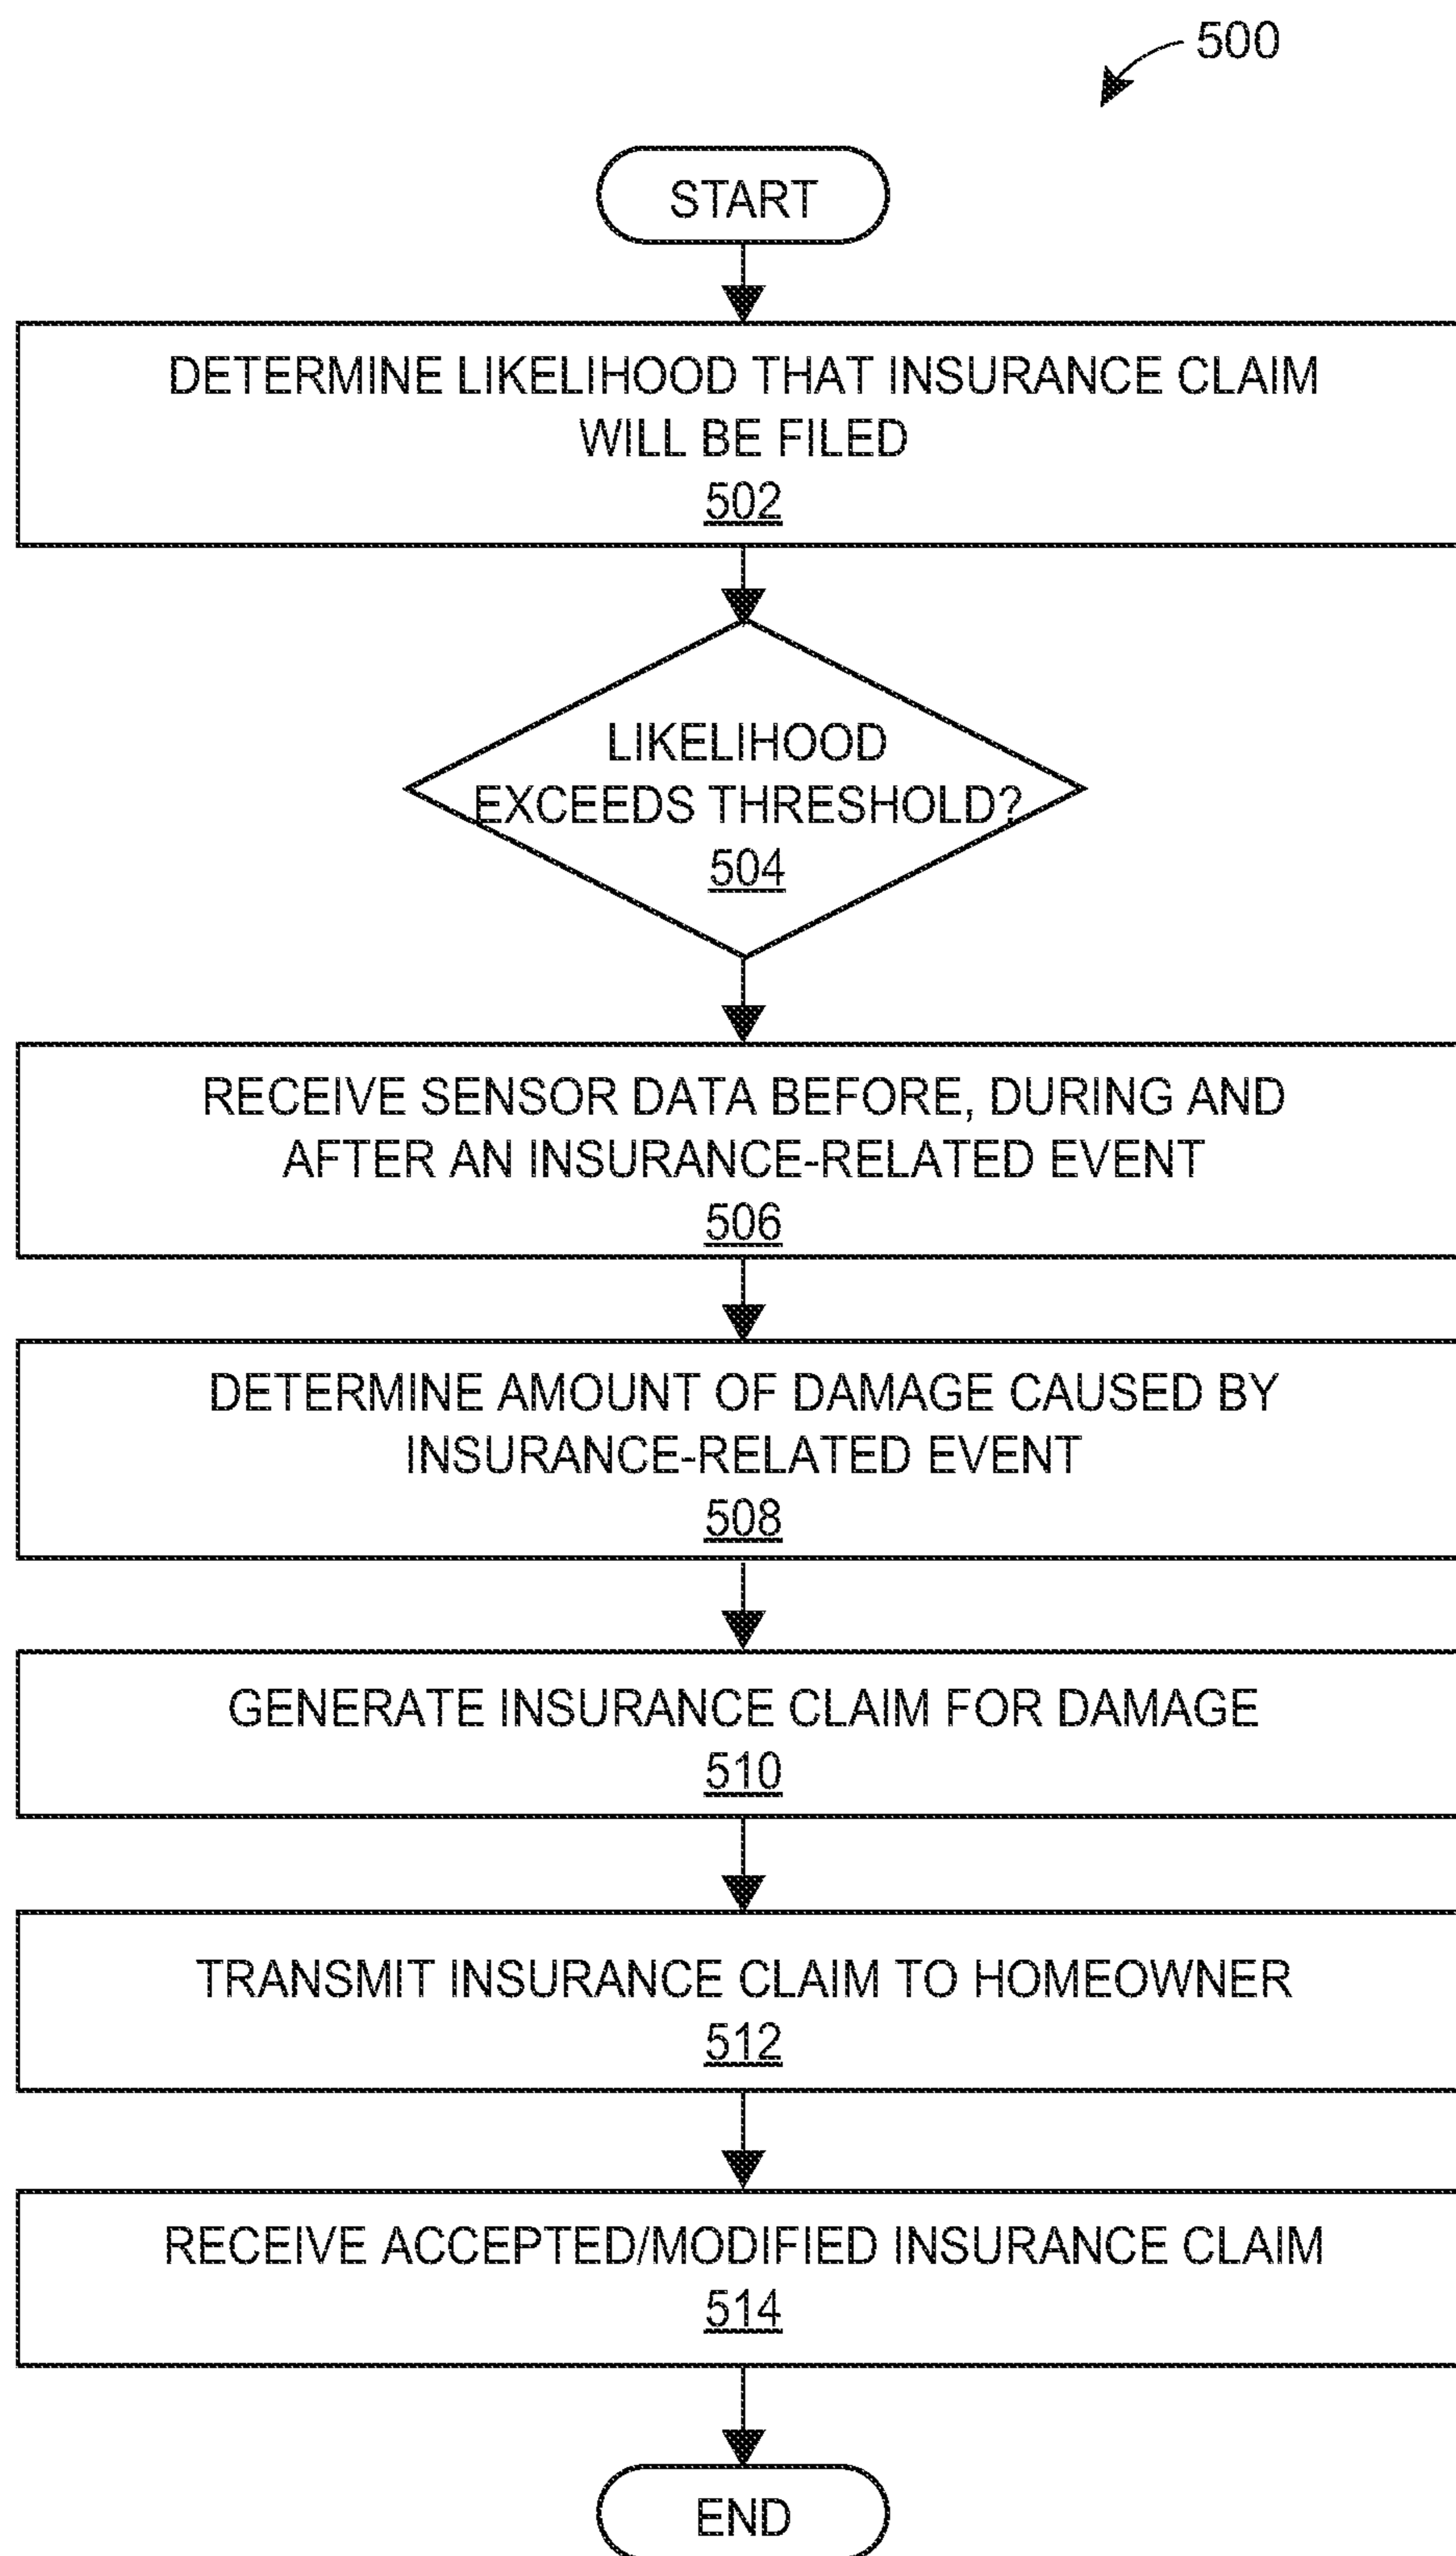 500
START
DETERMINE LIKELIHOOD THAT INSURANCE CLAIM
WILL BE FILED
502
LIKELIHOOD
EXCEEDS THRESHOLD?
504
RECEIVE SENSOR DATA BEFORE, DURING AND
AFTER AN INSURANCE-RELATED EVENT
506
DETERMINE AMOUNT OF DAMAGE CAUSED BY
INSURANCE-RELATED EVENT
508
GENERATE INSURANCE CLAIM FOR DAMAGE
510
TRANSMIT INSURANCE CLAIM TO HOMEOWNER
512
RECEIVE ACCEPTED/MODIFIED INSURANCE CLAIM
514
END